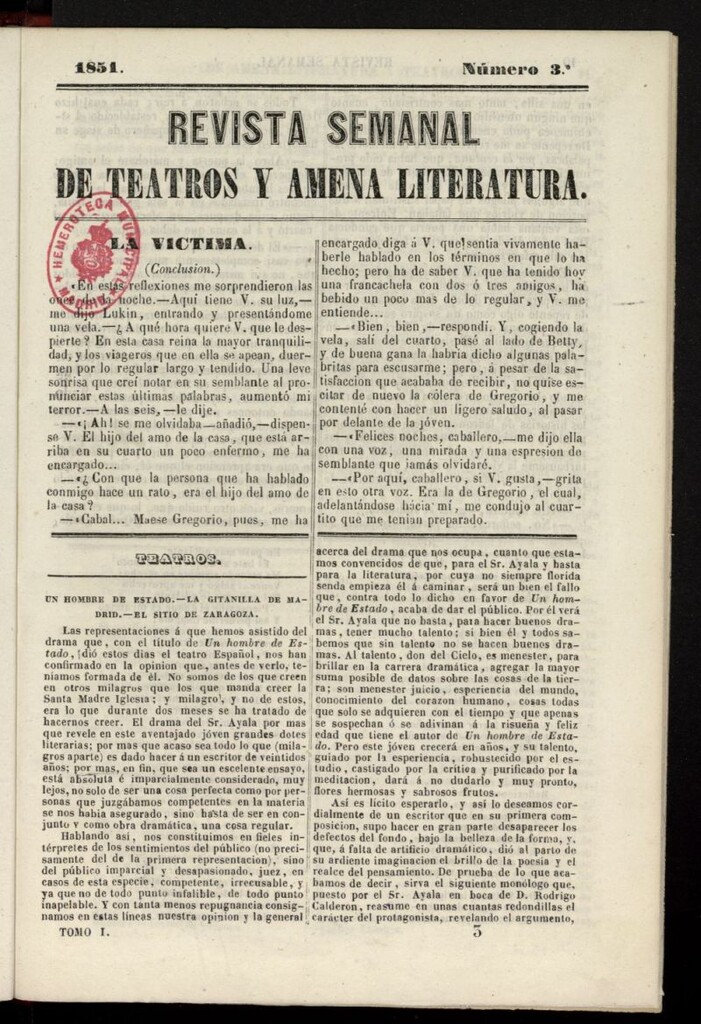 1851.
Número 3.º
REVISTA SEMANAL
DE TEATROS Y AMENA LITERATURA.
HEMEROTECA MUNICIPAL
MADRID
LA VICTIMA.
(Conclusion.)
«En estas reflexiones me sorprendieron las
once de la noche.—Aquí tiene V. su luz,—
me dijo Lukin, entrando y presentándome
una vela.—¿A qué hora quiere V. que le des-
pierte? En esta casa reina la mayor tranquili-
dad, y los viageros que en ella se apean, duer-
men por lo regular largo y tendido. Una leve
sonrisa que creí notar en su semblante al pro-
nunciar estas últimas palabras, aumentó mi
terror.—A las seis,—le dije.
—«¡Ah! se me olvidaba—añadió,—dispen-
se V. El hijo del amo de la casa, que está ar-
riba en su cuarto un poco enfermo, me ha
encargado...
—«¿Con que la persona que ha hablado
conmigo hace un rato, era el hijo del amo de
la casa?
—«Cabal... Maese Gregorio, pues, me ha
encargado diga á V. que sentia vivamente ha-
berle hablado en los términos en que lo ha
hecho; pero ha de saber V. que ha tenido hoy
una francachela con dos ó tres amigos, ha
bebido un poco mas de lo regular, y V. me
entiende...
—«Bien, bien,—respondí. Y, cogiendo la
vela, salí del cuarto, pasé al lado de Betty,
y de buena gana la habria dicho algunas pala-
britas para escusarme; pero, á pesar de la sa-
tisfaccion que acababa de recibir, no quise es-
citar de nuevo la cólera de Gregorio, y me
contenté con hacer un ligero saludo, al pasar
por delante de la jóven.
—«Felices noches, caballero,—me dijo ella
con una voz, una mirada y una espresion de
semblante que jamás olvidaré.
—«Por aquí, caballero, si V. gusta,—grita
en esto otra voz. Era la de Gregorio, el cual,
adelantándose hácia mí, me condujo al cuar-
tito que me tenian preparado.
TEATROS.
UN HOMBRE DE ESTADO.—LA GITANILLA DE MA-
DRID.—EL SITIO DE ZARAGOZA.
Las representaciones á que hemos asistido del
drama que, con el título de Un hombre de Es-
tado, dió estos dias el teatro Español, nos han
confirmado en la opinion que, antes de verlo, te-
níamos formada de él. No somos de los que creen
en otros milagros que los que manda creer la
Santa Madre Iglesia; y milagro, y no de estos,
era lo que durante dos meses se ha tratado de
hacernos creer. El drama del Sr. Ayala por mas
que revele en este aventajado jóven grandes dotes
literarias; por mas que acaso sea todo lo que (mila-
gros aparte) es dado hacer á un escritor de veintidos
años; por mas, en fin, que sea un escelente ensayo,
está absoluta é imparcialmente considerado, muy
lejos, no solo de ser una cosa perfecta como por per-
sonas que juzgábamos competentes en la materia
se nos habia asegurado, sino hasta de ser en con-
junto y como obra dramática, una cosa regular.
Hablando asi, nos constituimos en fieles in-
térpretes de los sentimientos del público (no preci-
samente del de la primera representacion), sino
del público imparcial y desapasionado, juez, en
casos de esta especie, competente, irrecusable, y
ya que no de todo punto infalible, de todo punto
inapelable. Y con tanta menos repugnancia consig-
namos en estas líneas nuestra opinion y la general
acerca del drama que nos ocupa, cuanto que esta-
mos convencidos de que, para el Sr. Ayala y hasta
para la literatura, por cuya no siempre florida
senda empieza él á caminar, será un bien el fallo
que, contra todo lo dicho en favor de Un hom-
bre de Estado, acaba de dar el público. Por él verá
el Sr. Ayala que no basta, para hacer buenos dra-
mas, tener mucho talento; si bien él y todos sa-
bemos que sin talento no se hacen buenos dra-
mas. Al talento, don del Cielo, es menester, para
brillar en la carrera dramática, agregar la mayor
suma posible de datos sobre las cosas de la tier-
ra; son menester juicio, esperiencia del mundo,
conocimiento del corazon humano, cosas todas
que solo se adquieren con el tiempo y que apenas
se sospechan ó se adivinan á la risueña y feliz
edad que tiene el autor de Un hombre de Esta-
do. Pero este jóven crecerá en años, y su talento,
guiado por la esperiencia, robustecido por el es-
tudio, castigado por la crítica y purificado por la
meditacion, dará á no dudarlo y muy pronto,
flores hermosas y sabrosos frutos.
Asi es lícito esperarlo, y asi lo deseamos cor-
dialmente de un escritor que en su primera com-
posicion, supo hacer en gran parte desaparecer los
defectos del fondo, bajo la belleza de la forma, y,
que, á falta de artificio dramático, dió al parto de
su ardiente imaginacion el brillo de la poesía y el
realce del pensamiento. De prueba de lo que aca-
bamos de decir, sirva el siguiente monólogo que,
puesto por el Sr. Ayala en boca de D. Rodrigo
Calderon, reasume en unas cuantas redondillas el
carácter del protagonista, revelando el argumento,
TOMO I.
3